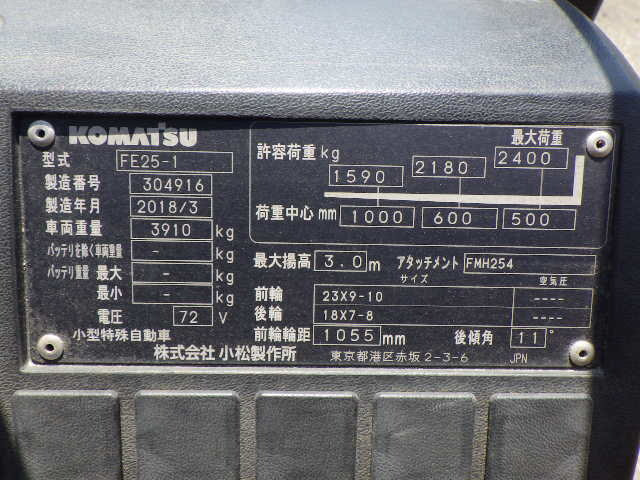 KOMATSU
型式 FE25-1
製造番号 304916
製造年月 2018/3
車両重量 3910 kg
バッテリを除く車両重量 - kg
バッテリ重量 最大 - kg
最小 - kg
電圧 72 V
小型特殊自動車
許容荷重 kg
最大荷重
1590 2180 2400
荷重中心 mm 1000 600 500
最大揚高 3.0 m アタッチメント FMH254
サイズ 空気圧
前輪 23X9-10 ----
後輪 18X7-8 ----
前輪輪距 1055 mm 後傾角 11°
株式会社 小松製作所 東京都港区赤坂 2-3-6 JPN